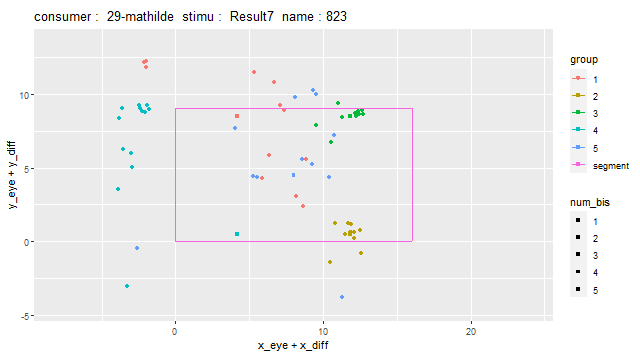 consumer :  29-mathilde  stimu :  Result7  name : 823
10
5
0
-5
y_eye + y_diff
0
10
20
x_eye + x_diff
group
1
2
3
4
5
segment
num_bis
1
2
3
4
5